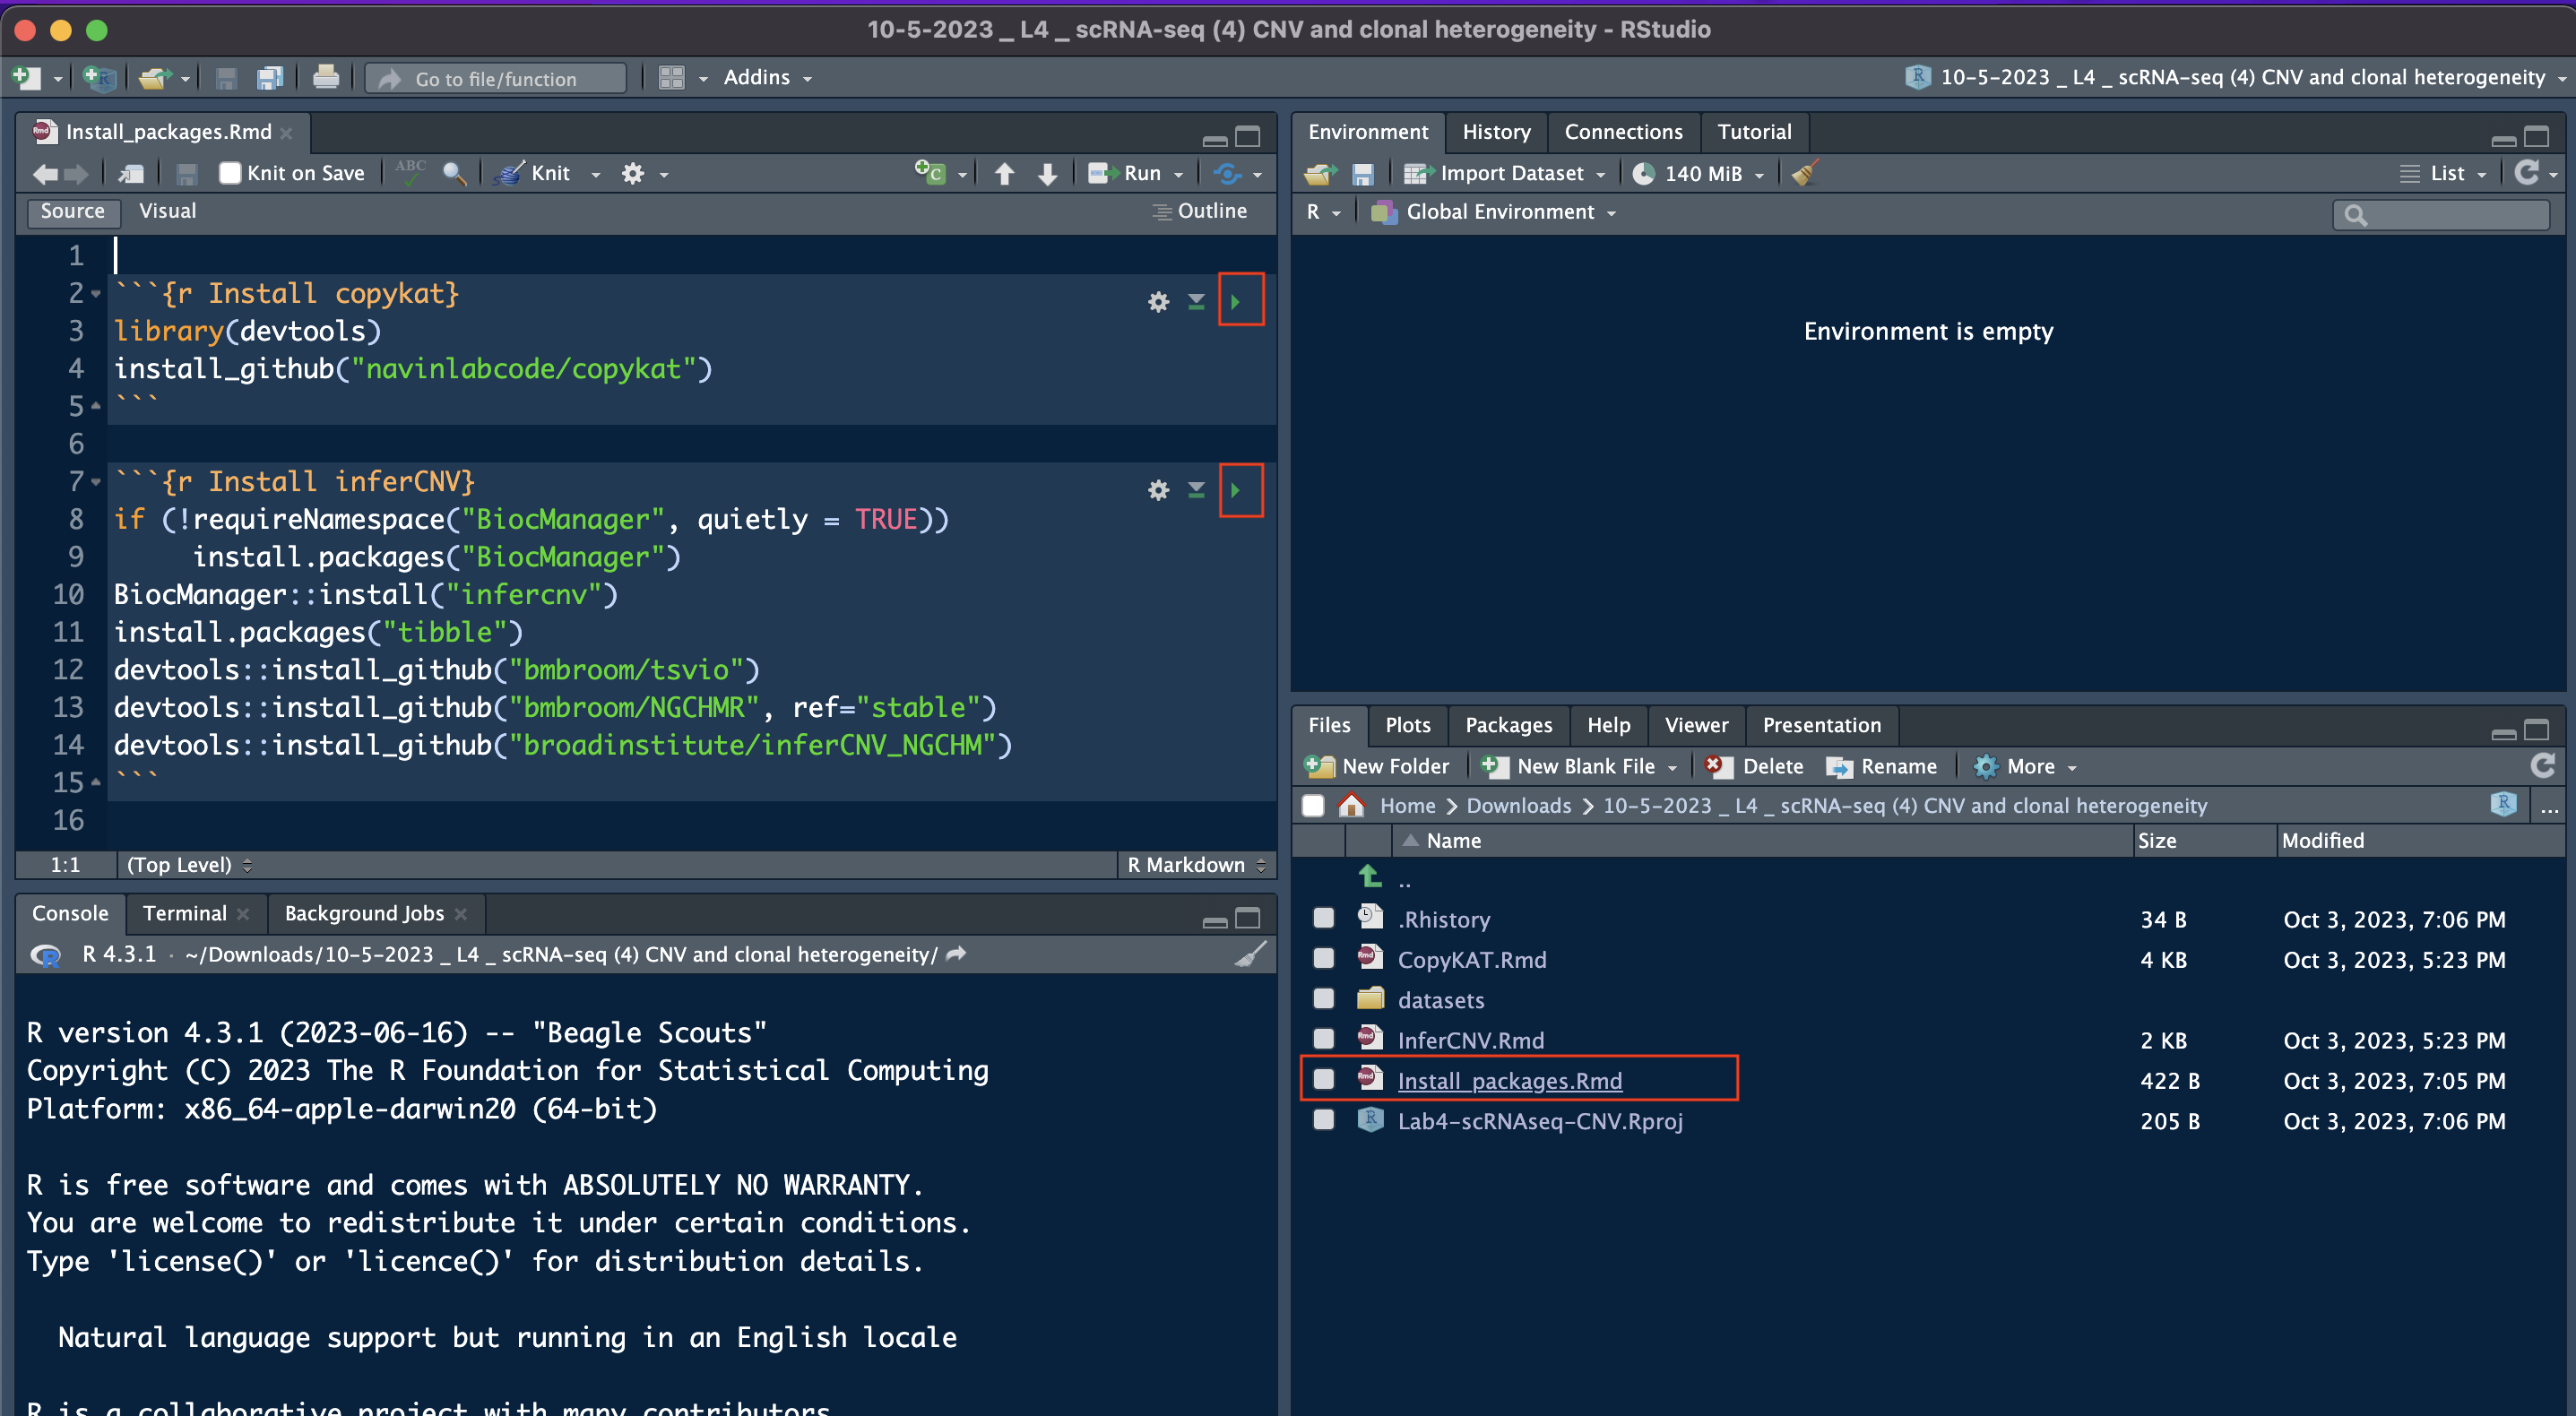 10-5-2023 _ L4 _ scRNA-seq (4) CNV and clonal heterogeneity - RStudio
Go to file/function
Addins
10-5-2023 _ L4 _ scRNA-seq (4) CNV and clonal heterogeneity
Install_packages.Rmd
Knit on Save
ABC
Knit
Run
Source
Visual
Outline
1
2 ```{r Install copykat}
3 library(devtools)
4 install_github("navinlabcode/copykat")
5 ```
6
7 ```{r Install inferCNV}
8 if (!requireNamespace("BiocManager", quietly = TRUE))
9      install.packages("BiocManager")
10 BiocManager::install("infercnv")
11 install.packages("tibble")
12 devtools::install_github("bmbroom/tsvio")
13 devtools::install_github("bmbroom/NGCHMR", ref="stable")
14 devtools::install_github("broadinstitute/inferCNV_NGCHM")
15 ```
16
1:1 (Top Level) R Markdown
Console Terminal Background Jobs
R 4.3.1 · ~/Downloads/10-5-2023 _ L4 _ scRNA-seq (4) CNV and clonal heterogeneity/
R version 4.3.1 (2023-06-16) -- "Beagle Scouts"
Copyright (C) 2023 The R Foundation for Statistical Computing
Platform: x86_64-apple-darwin20 (64-bit)
R is free software and comes with ABSOLUTELY NO WARRANTY.
You are welcome to redistribute it under certain conditions.
Type 'license()' or 'licence()' for distribution details.
  Natural language support but running in an English locale
R is a collaborative project with many contributors.
Environment History Connections Tutorial
Import Dataset 140 MiB List
R Global Environment
Environment is empty
Files Plots Packages Help Viewer Presentation
New Folder New Blank File Delete Rename More
Home Downloads 10-5-2023 _ L4 _ scRNA-seq (4) CNV and clonal heterogeneity ...
Name Size Modified
..
.Rhistory 34 B Oct 3, 2023, 7:06 PM
CopyKAT.Rmd 4 KB Oct 3, 2023, 5:23 PM
datasets
InferCNV.Rmd 2 KB Oct 3, 2023, 5:23 PM
Install_packages.Rmd 422 B Oct 3, 2023, 7:05 PM
Lab4-scRNAseq-CNV.Rproj 205 B Oct 3, 2023, 7:06 PM